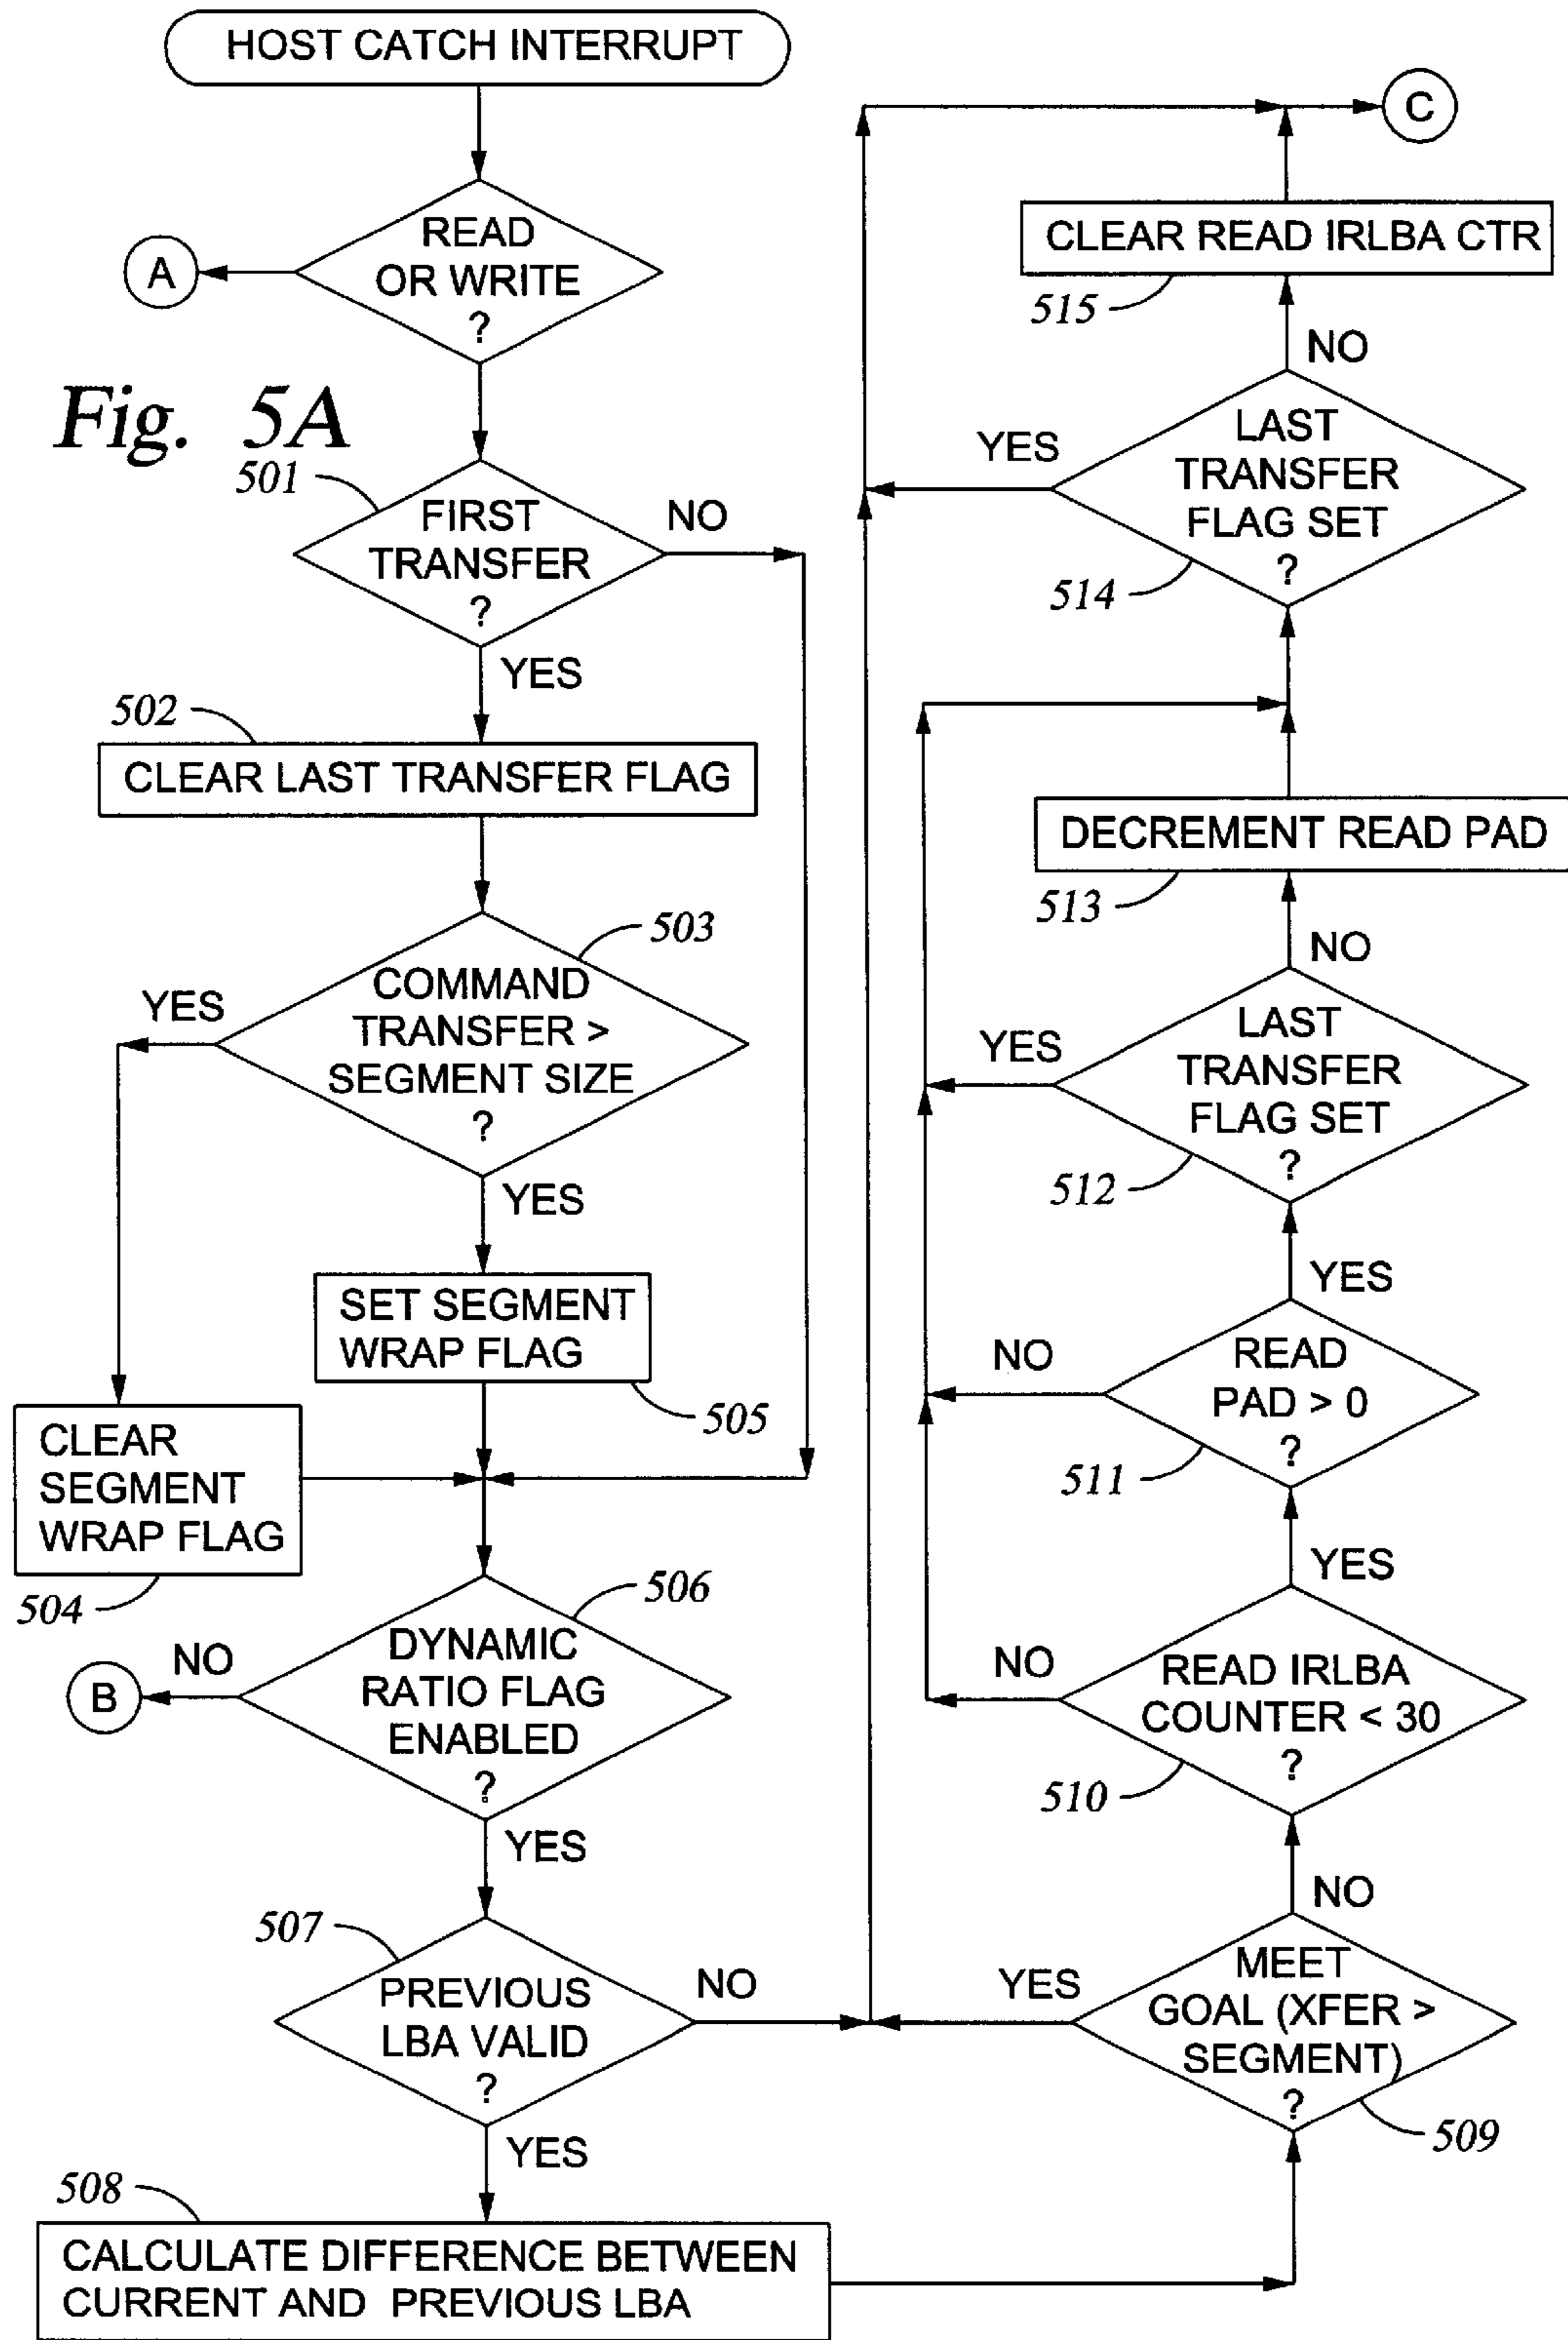 HOST CATCH INTERRUPT
READ
OR WRITE
?
A
Fig. 5A
501
FIRST
TRANSFER
?
NO
YES
502
CLEAR LAST TRANSFER FLAG
503
COMMAND
TRANSFER >
SEGMENT SIZE
?
YES
YES
SET SEGMENT
WRAP FLAG
505
CLEAR
SEGMENT
WRAP FLAG
504
506
DYNAMIC
RATIO FLAG
ENABLED
?
NO
B
YES
507
PREVIOUS
LBA VALID
?
NO
YES
508
CALCULATE DIFFERENCE BETWEEN
CURRENT AND PREVIOUS LBA
C
CLEAR READ IRLBA CTR
515
NO
LAST
TRANSFER
FLAG SET
?
YES
514
DECREMENT READ PAD
513
NO
LAST
TRANSFER
FLAG SET
?
YES
512
YES
READ
PAD > 0
?
NO
511
YES
READ IRLBA
COUNTER < 30
?
NO
510
NO
MEET
GOAL (XFER >
SEGMENT)
?
YES
509